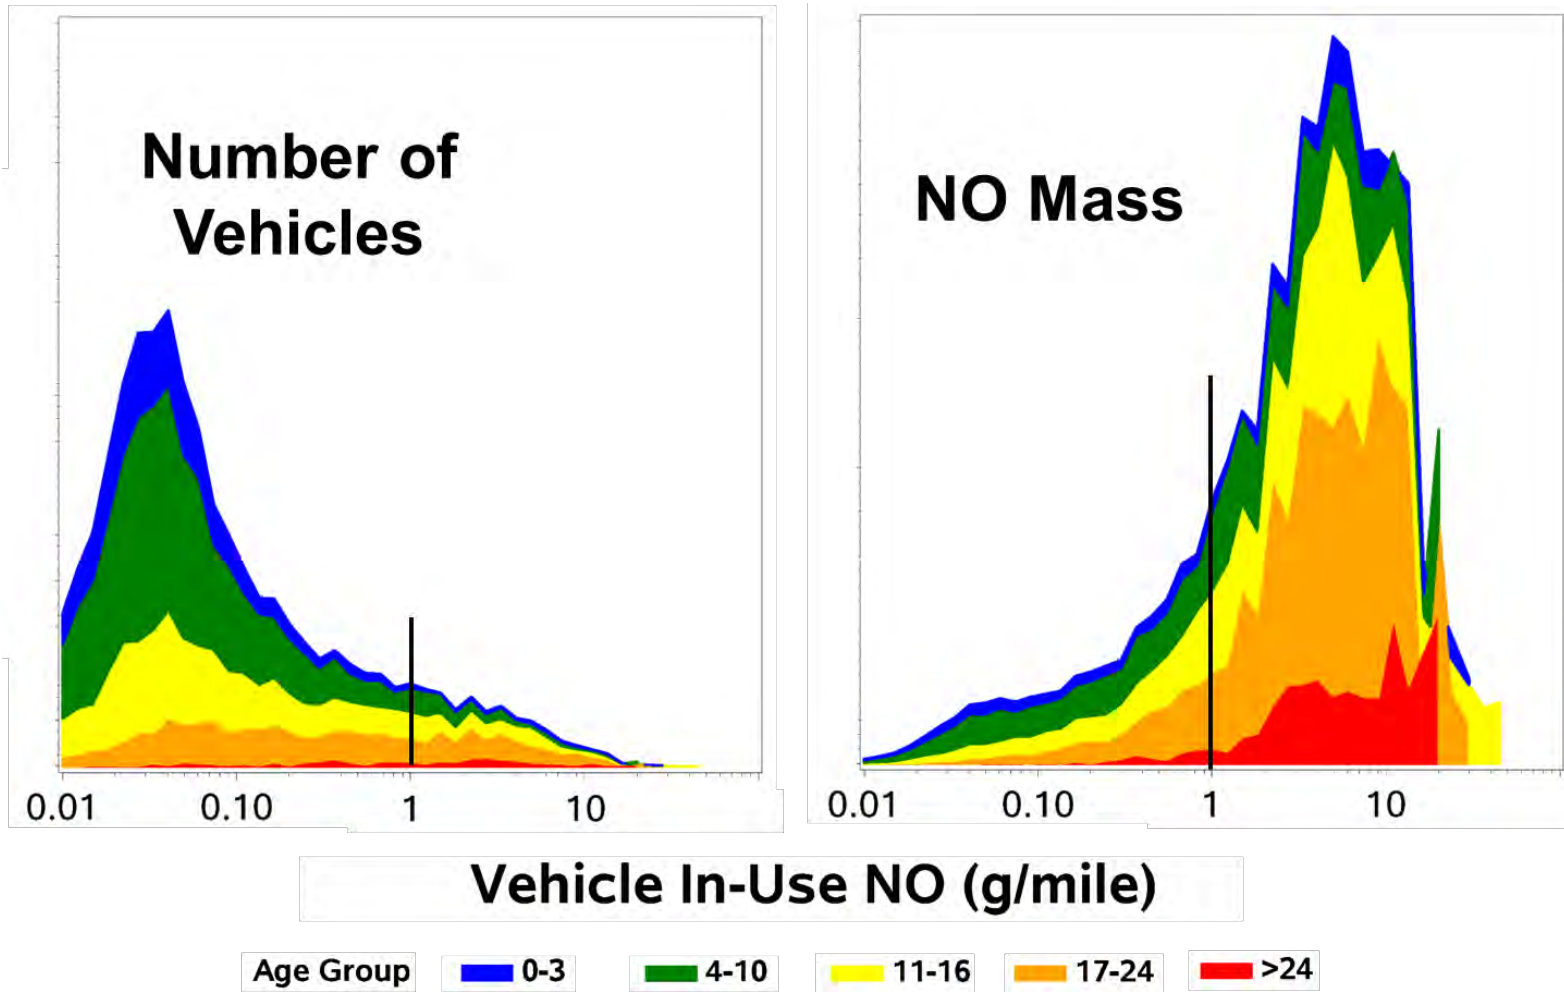 Number of
Vehicles
NO Mass
0.01 0.10 1 10
0.01 0.10 1 10
Vehicle In-Use NO (g/mile)
Age Group 0-3 4-10 11-16 17-24 >24